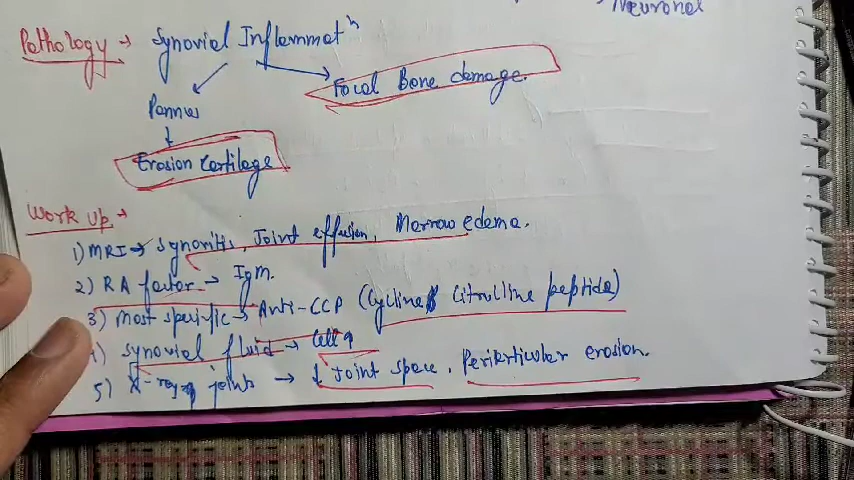 Neuronal
Pathology → Synovial Inflammatⁿ
Focal Bone damage.
Pannus
Erosion Cartilage
Work up →
1) MRI → Synovitis, Joint effusion, Marrow edema.
2) RA factor → IgM.
3) most specific → Anti-CCP (Cyclic Citrulline peptide)
4) Synovial fluid → Cell ↑
5) X-ray joints → ↓ Joint space, Periarticular erosion.